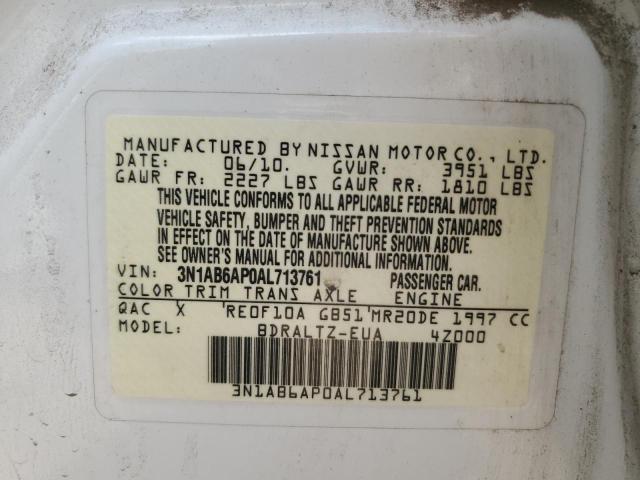 MANUFACTURED BY NISSAN MOTOR CO., LTD.
DATE: 06/10. GVWR: 3951 LBS
GAWR FR: 2227 LBS GAWR RR: 1810 LBS
THIS VEHICLE CONFORMS TO ALL APPLICABLE FEDERAL MOTOR
VEHICLE SAFETY, BUMPER AND THEFT PREVENTION STANDARDS
IN EFFECT ON THE DATE OF MANUFACTURE SHOWN ABOVE.
SEE OWNER'S MANUAL FOR ADDITIONAL INFORMATION.
VIN: 3N1AB6AP0AL713761 PASSENGER CAR.
COLOR TRIM TRANS AXLE ENGINE
QAC X 'RE0F10A GB51'MR20DE 1997 CC
MODEL: BDRALTZ-EUA 4Z000
3N1AB6AP0AL713761